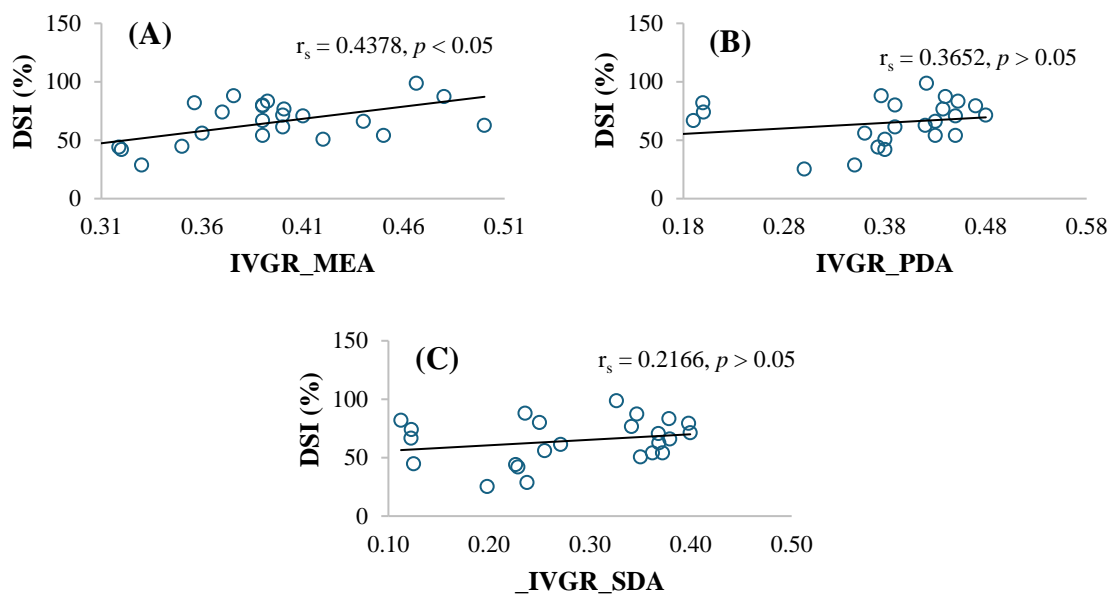 (A)
r_s = 0.4378, p < 0.05
DSI (%)
150
100
50
0
0.31 0.36 0.41 0.46 0.51
IVGR_MEA
(B)
r_s = 0.3652, p > 0.05
DSI (%)
150
100
50
0
0.18 0.28 0.38 0.48 0.58
IVGR_PDA
(C)
r_s = 0.2166, p > 0.05
DSI (%)
150
100
50
0
0.10 0.20 0.30 0.40 0.50
_IVGR_SDA